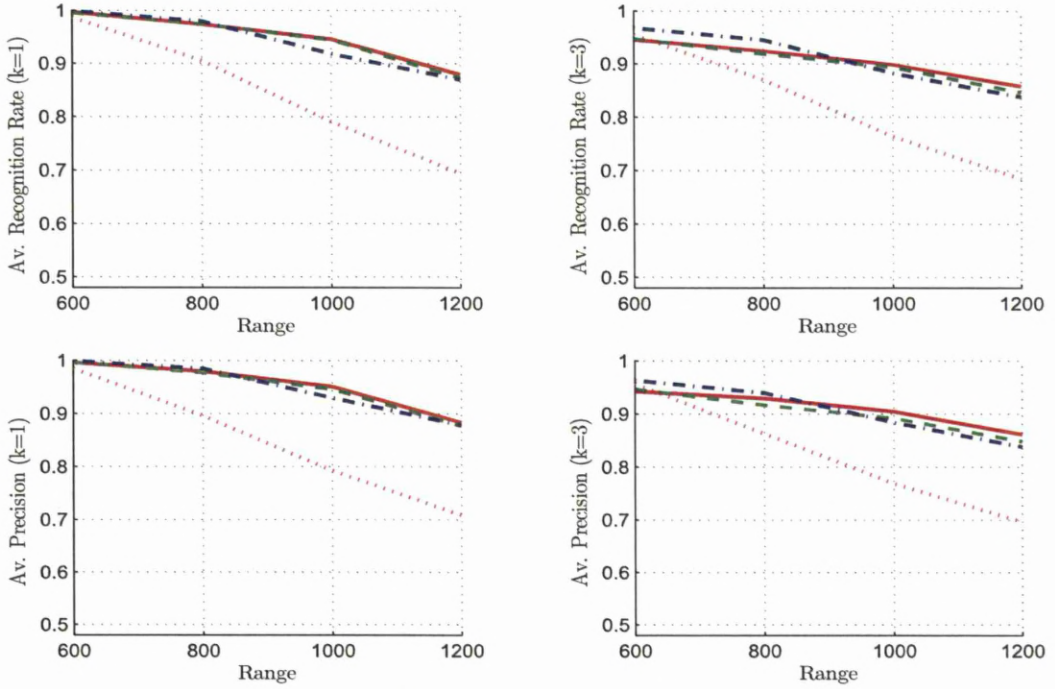 Av. Recognition Rate (k=1)
1
0.9
0.8
0.7
0.6
0.5
600 800 1000 1200
Range
Av. Recognition Rate (k=3)
1
0.9
0.8
0.7
0.6
0.5
600 800 1000 1200
Range
Av. Precision (k=1)
1
0.9
0.8
0.7
0.6
0.5
600 800 1000 1200
Range
Av. Precision (k=3)
1
0.9
0.8
0.7
0.6
0.5
600 800 1000 1200
Range